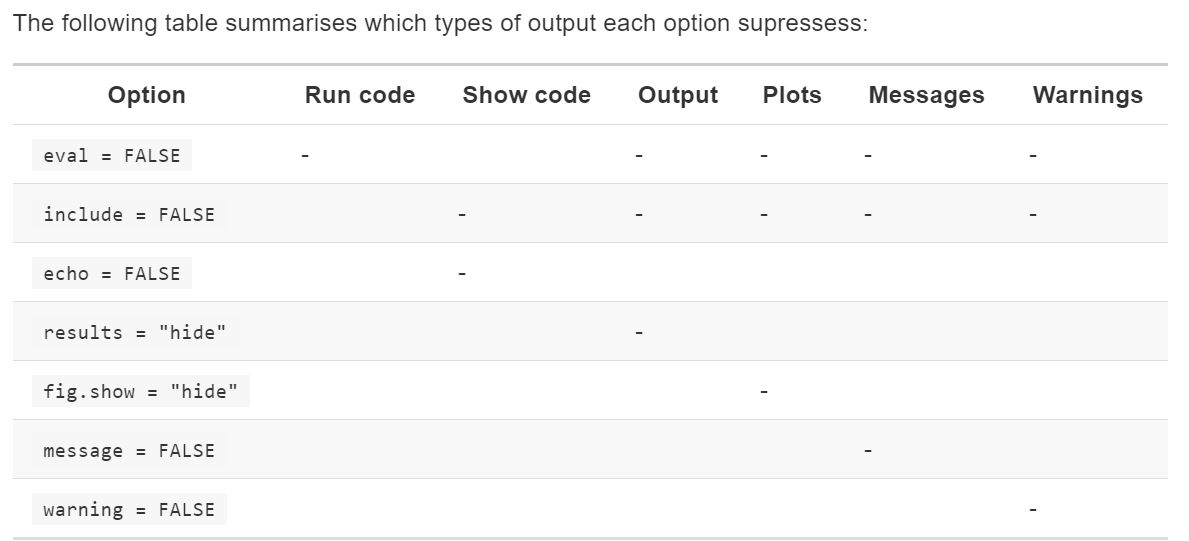 The following table summarises which types of output each option supressess:
Option Run code Show code Output Plots Messages Warnings
eval = FALSE - - - - -
include = FALSE - - - - -
echo = FALSE -
results = "hide" -
fig.show = "hide" -
message = FALSE -
warning = FALSE -